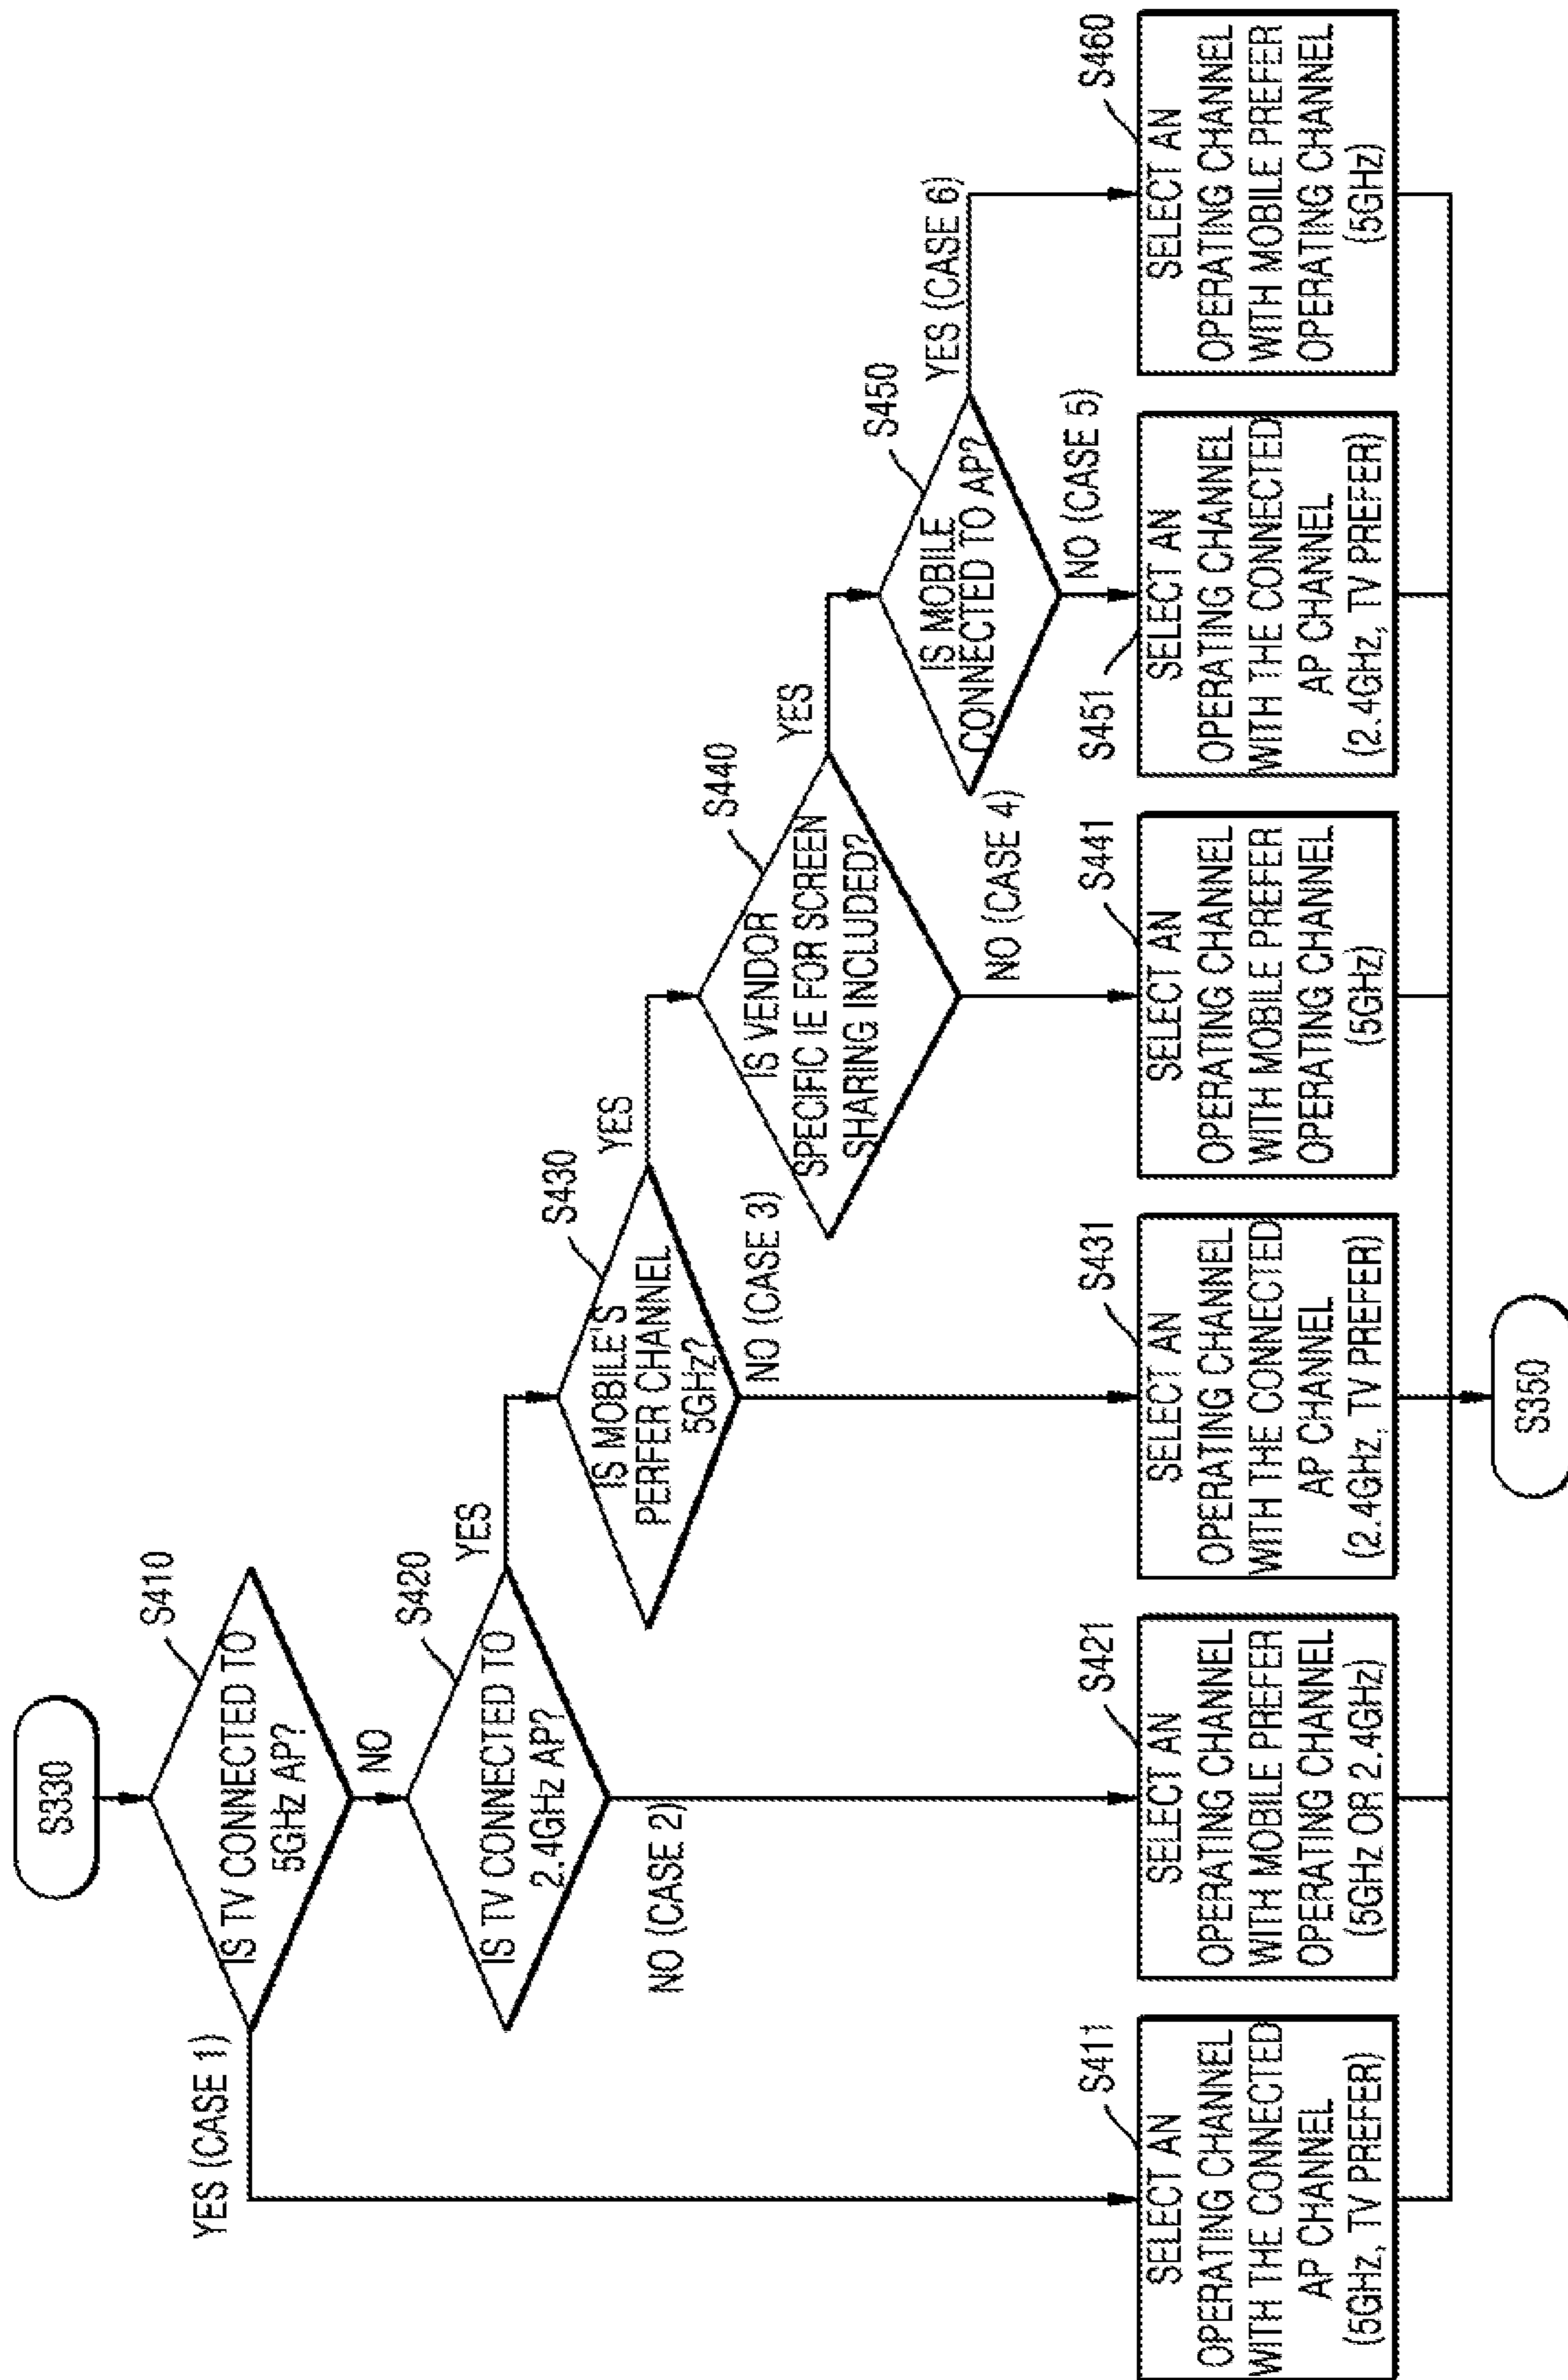 S330
IS TV CONNECTED TO
5GHz AP?
S410
YES (CASE 1)
NO
IS TV CONNECTED TO
2.4GHz AP?
S420
YES
NO (CASE 2)
IS MOBILE'S
PERFER CHANNEL
5GHz?
S430
YES
NO (CASE 3)
IS VENDOR
SPECIFIC IE FOR SCREEN
SHARING INCLUDED?
S440
YES
NO (CASE 4)
IS MOBILE
CONNECTED TO AP?
S450
YES (CASE 6)
NO (CASE 5)
S411
SELECT AN
OPERATING CHANNEL
WITH THE CONNECTED
AP CHANNEL
(5GHz, TV PREFER)
S421
SELECT AN
OPERATING CHANNEL
WITH MOBILE PREFER
OPERATING CHANNEL
(5GHz OR 2.4GHz)
S431
SELECT AN
OPERATING CHANNEL
WITH THE CONNECTED
AP CHANNEL
(2.4GHz, TV PREFER)
S441
SELECT AN
OPERATING CHANNEL
WITH MOBILE PREFER
OPERATING CHANNEL
(5GHz)
S451
SELECT AN
OPERATING CHANNEL
WITH THE CONNECTED
AP CHANNEL
(2.4GHz, TV PREFER)
S460
SELECT AN
OPERATING CHANNEL
WITH MOBILE PREFER
OPERATING CHANNEL
(5GHz)
S350